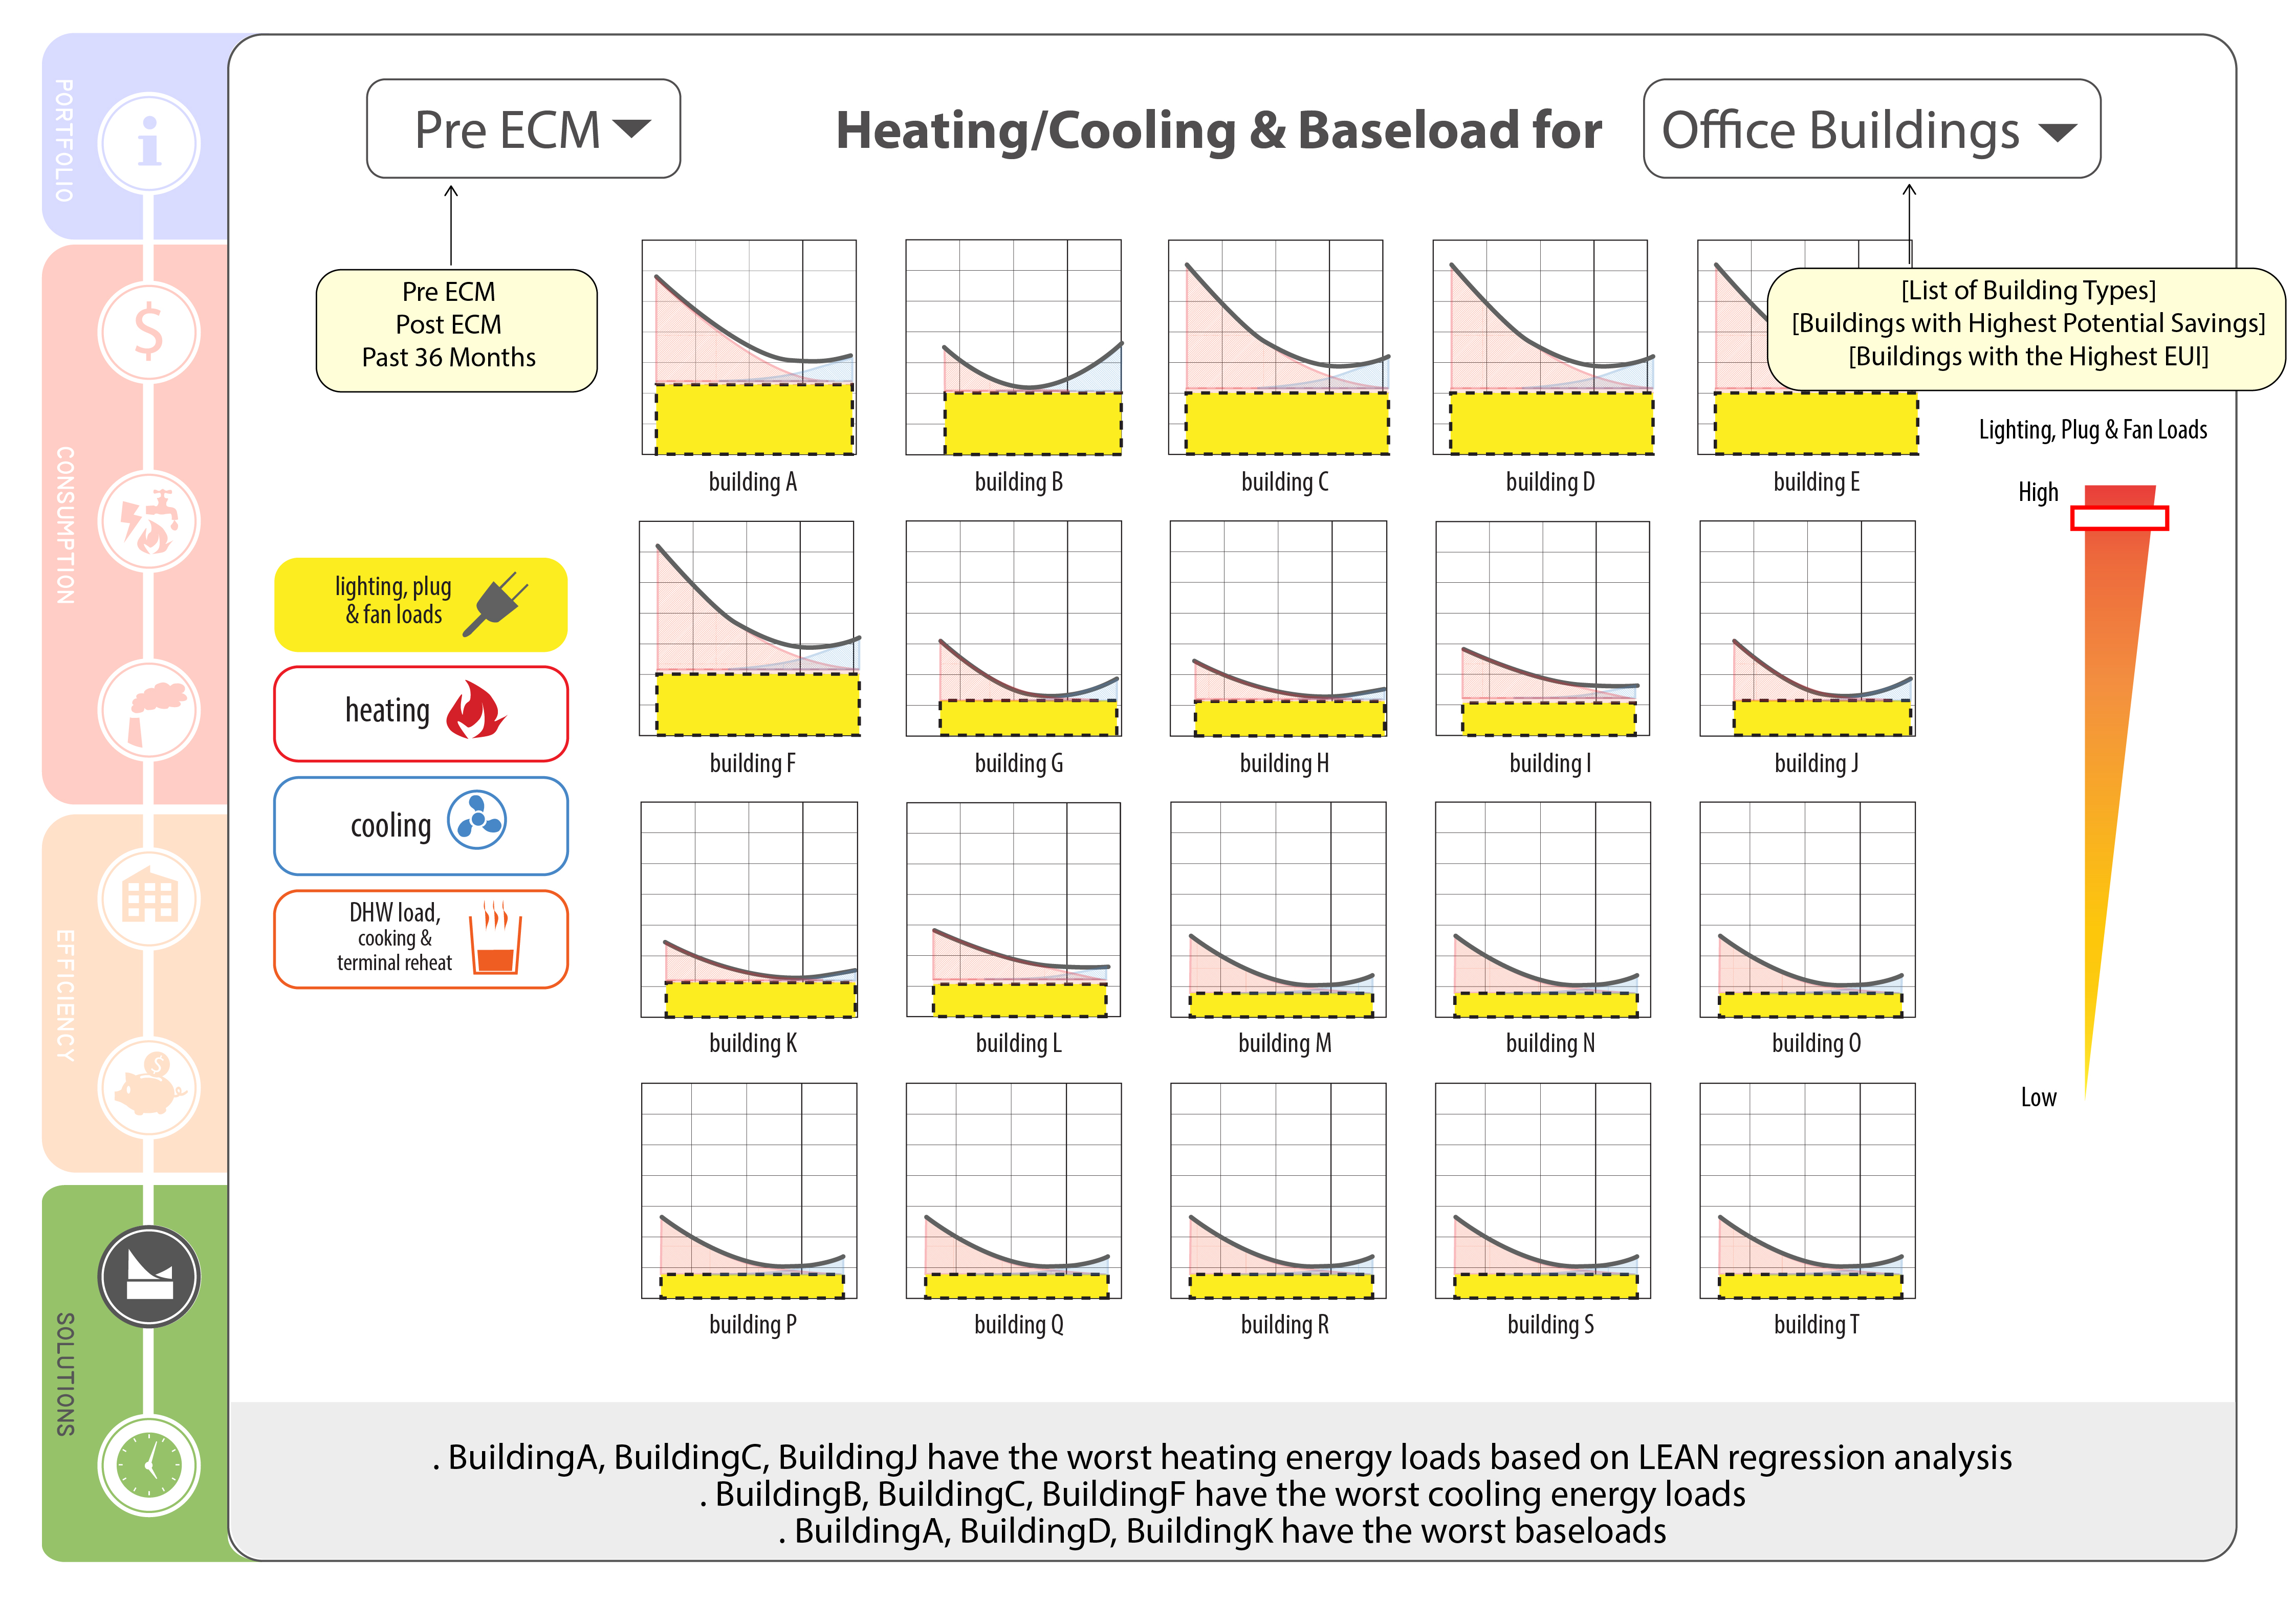 PORTFOLIO
CONSUMPTION
EFFICIENCY
SOLUTIONS
Pre ECM
Heating/Cooling & Baseload for
Office Buildings
Pre ECM
Post ECM
Past 36 Months
[List of Building Types]
[Buildings with Highest Potential Savings]
[Buildings with the Highest EUI]
building A
building B
building C
building D
building E
Lighting, Plug & Fan Loads
High
Low
lighting, plug
& fan loads
heating
cooling
DHW load,
cooking &
terminal reheat
building F
building G
building H
building I
building J
building K
building L
building M
building N
building O
building P
building Q
building R
building S
building T
. BuildingA, BuildingC, BuildingJ have the worst heating energy loads based on LEAN regression analysis
. BuildingB, BuildingC, BuildingF have the worst cooling energy loads
. BuildingA, BuildingD, BuildingK have the worst baseloads